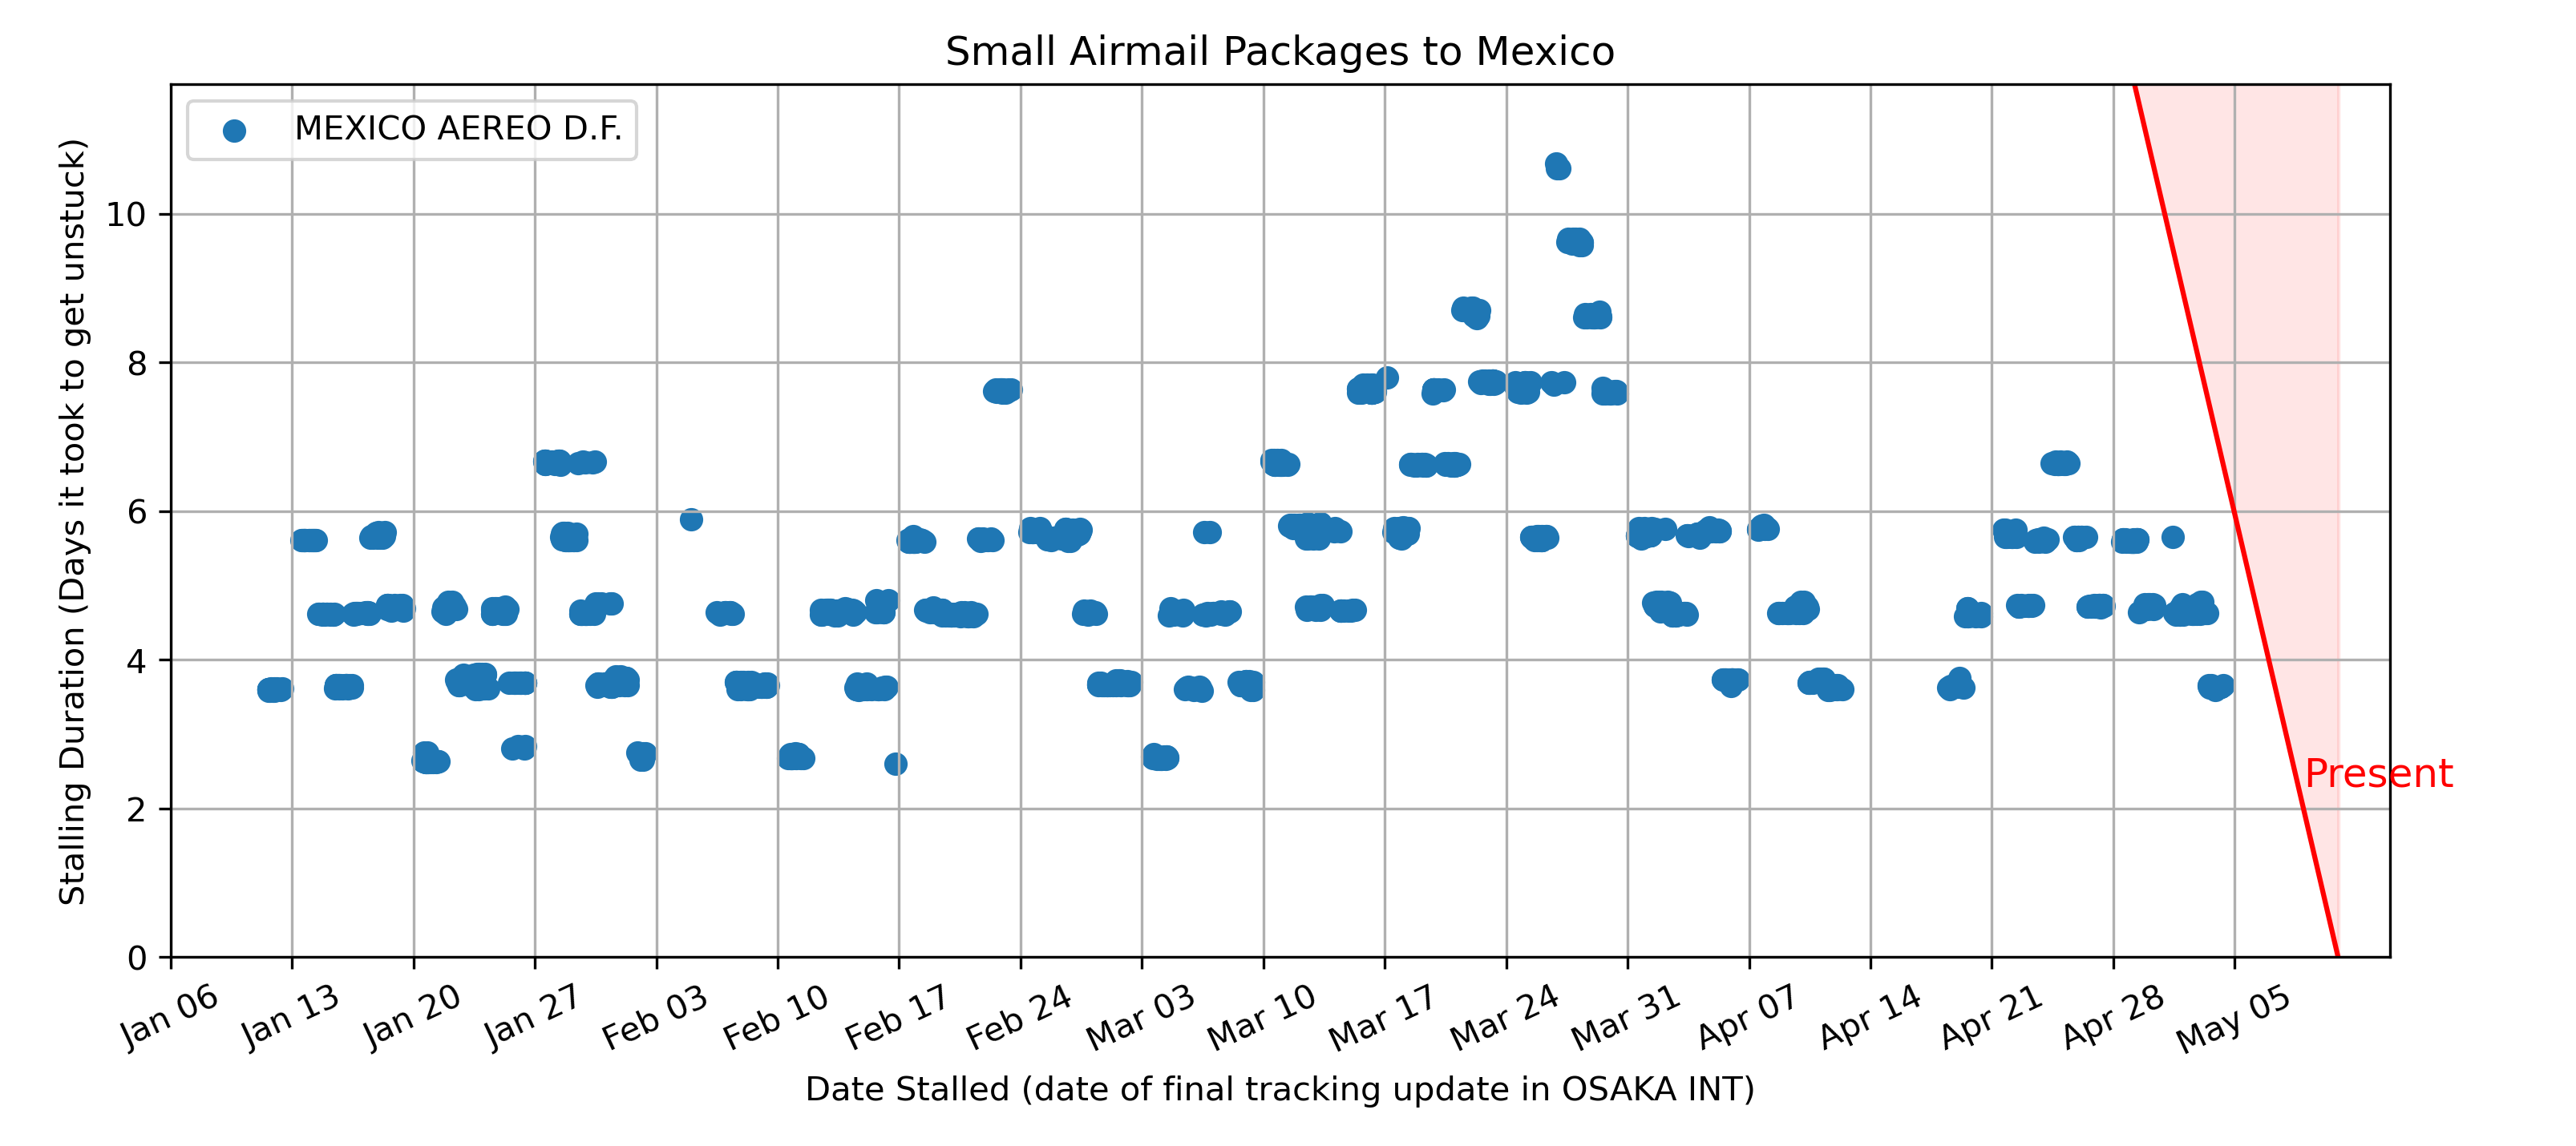 Small Airmail Packages to Mexico
MEXICO AEREO D.F.
Stalling Duration (Days it took to get unstuck)
10
8
6
4
2
0
Present
Jan 06
Jan 13
Jan 20
Jan 27
Feb 03
Feb 10
Feb 17
Feb 24
Mar 03
Mar 10
Mar 17
Mar 24
Mar 31
Apr 07
Apr 14
Apr 21
Apr 28
May 05
Date Stalled (date of final tracking update in OSAKA INT)